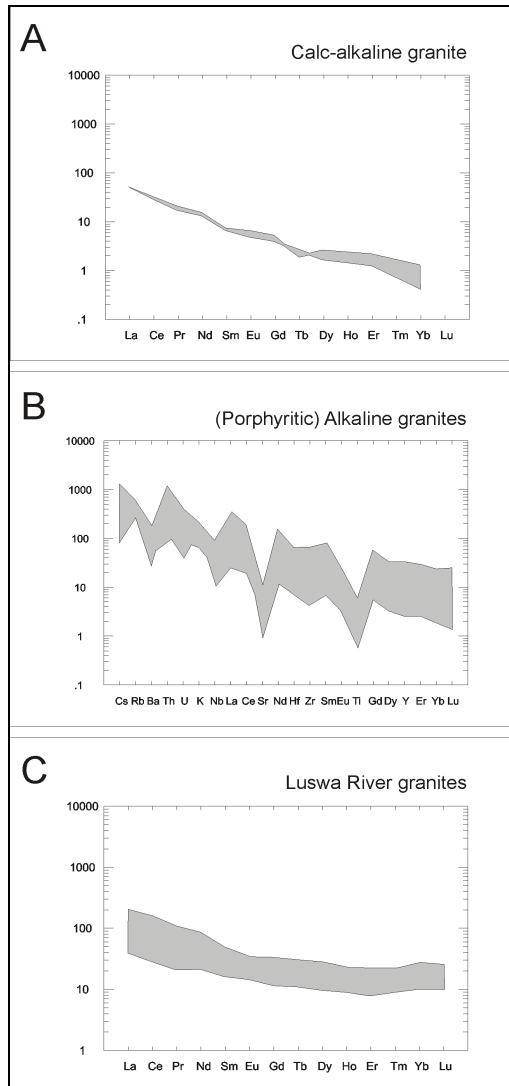 A
Calc-alkaline granite
10000
1000
100
10
1
.1
La Ce Pr Nd Sm Eu Gd Tb Dy Ho Er Tm Yb Lu
B
(Porphyritic) Alkaline granites
10000
1000
100
10
1
.1
Cs Rb Ba Th U K Nb La Ce Sr Nd Hf Zr Sm Eu Ti Gd Dy Y Er Yb Lu
C
Luswa River granites
10000
1000
100
10
1
La Ce Pr Nd Sm Eu Gd Tb Dy Ho Er Tm Yb Lu